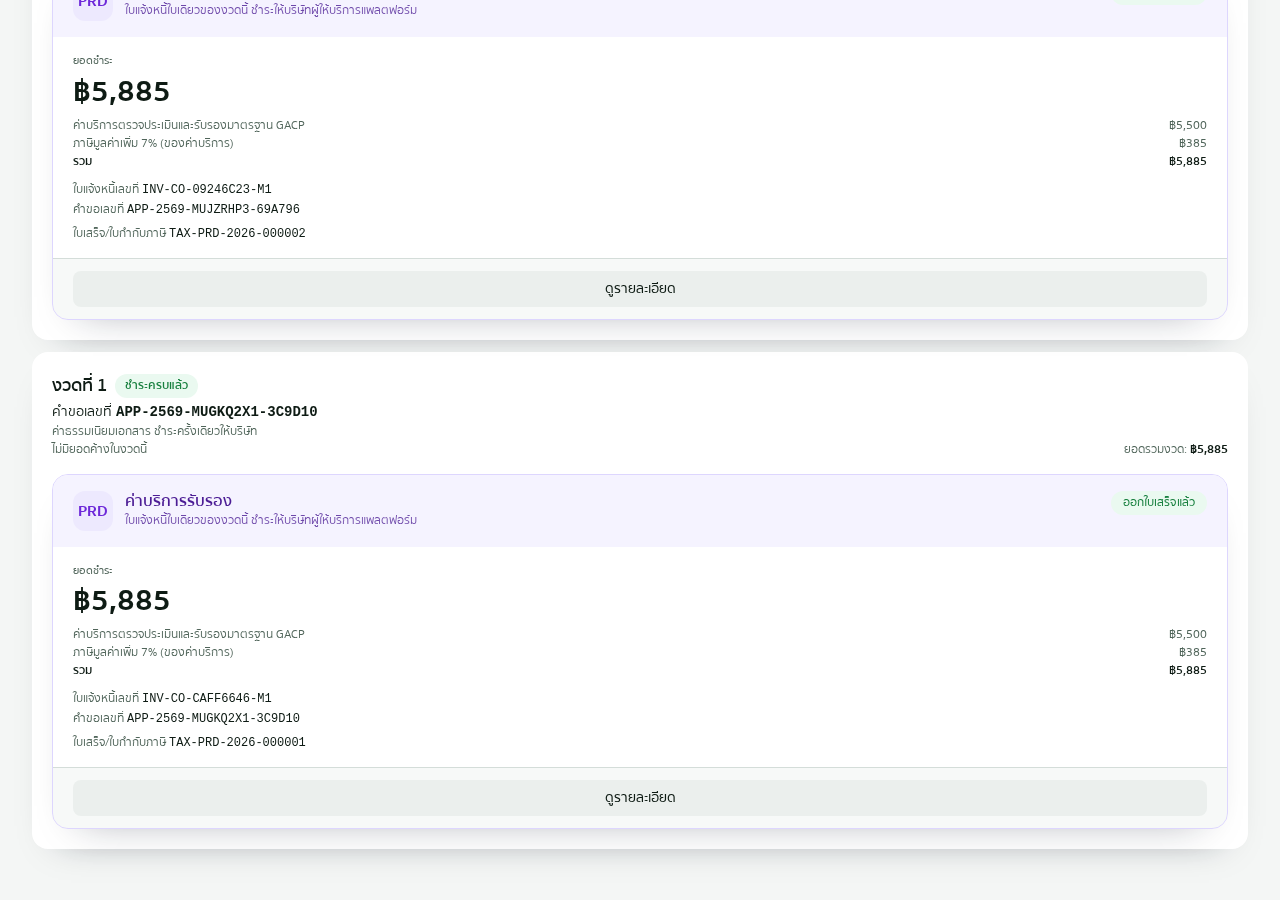 PRD
ใบแจ้งหนี้ใบเดียวของงวดนี้ ชำระให้บริษัทผู้ให้บริการแพลตฟอร์ม
ยอดชำระ
฿5,885
ค่าบริการตรวจประเมินและรับรองมาตรฐาน GACP ฿5,500
ภาษีมูลค่าเพิ่ม 7% (ของค่าบริการ) ฿385
รวม ฿5,885
ใบแจ้งหนี้เลขที่ INV-CO-09246C23-M1
คำขอเลขที่ APP-2569-MUJZRHP3-69A796
ใบเสร็จ/ใบกำกับภาษี TAX-PRD-2026-000002
ดูรายละเอียด
งวดที่ 1 ชำระครบแล้ว
คำขอเลขที่ APP-2569-MUGKQ2X1-3C9D10
ค่าธรรมเนียมเอกสาร ชำระครั้งเดียวให้บริษัท
ไม่มียอดค้างในงวดนี้ ยอดรวมงวด: ฿5,885
PRD ค่าบริการรับรอง ออกใบเสร็จแล้ว
ใบแจ้งหนี้ใบเดียวของงวดนี้ ชำระให้บริษัทผู้ให้บริการแพลตฟอร์ม
ยอดชำระ
฿5,885
ค่าบริการตรวจประเมินและรับรองมาตรฐาน GACP ฿5,500
ภาษีมูลค่าเพิ่ม 7% (ของค่าบริการ) ฿385
รวม ฿5,885
ใบแจ้งหนี้เลขที่ INV-CO-CAFF6646-M1
คำขอเลขที่ APP-2569-MUGKQ2X1-3C9D10
ใบเสร็จ/ใบกำกับภาษี TAX-PRD-2026-000001
ดูรายละเอียด